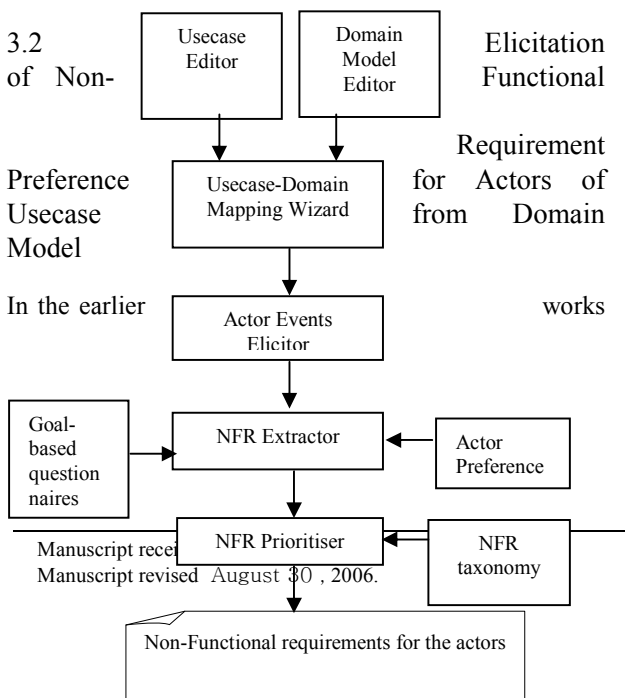 3.2 Elicitation
of Non- Functional
Requirement
Preference for Actors of
Usecase from Domain
Model
In the earlier works
Usecase
Editor
Domain
Model
Editor
Usecase-Domain
Mapping Wizard
Actor Events
Elicitor
Goal-
based
question
naires
NFR Extractor
Actor
Preference
NFR Prioritiser
NFR
taxonomy
Manuscript recei
Manuscript revised August 30 , 2006.
Non-Functional requirements for the actors